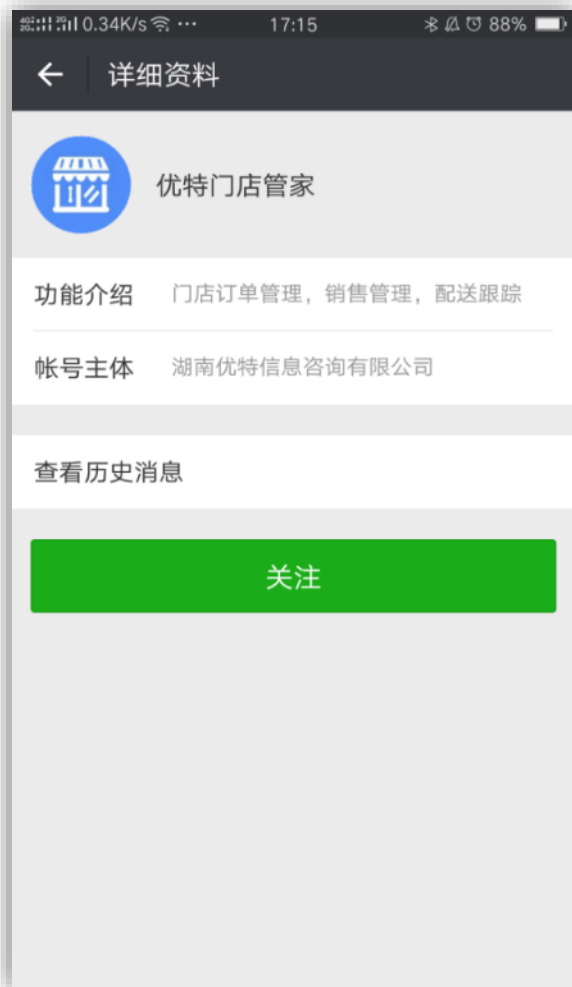 4G 2G 0.34K/s ··· 17:15 88%
详细资料
优特门店管家
功能介绍 门店订单管理，销售管理，配送跟踪
帐号主体 湖南优特信息咨询有限公司
查看历史消息
关注